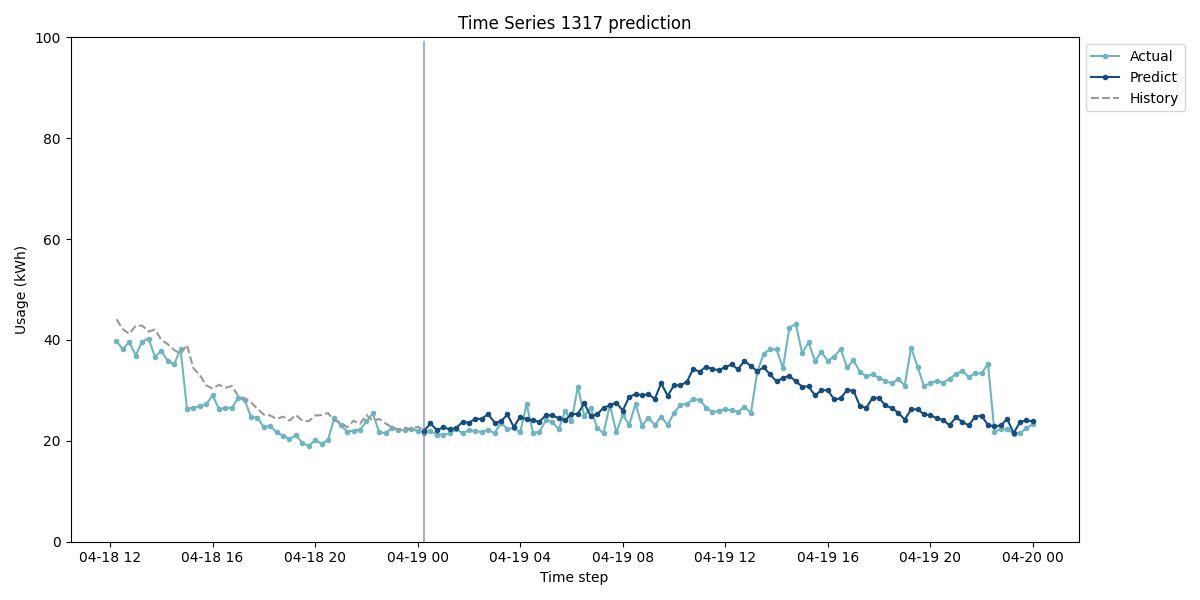 Time Series 1317 prediction
100
80
60
40
20
0
Usage (kWh)
04-18 12
04-18 16
04-18 20
04-19 00
04-19 04
04-19 08
04-19 12
04-19 16
04-19 20
04-20 00
Time step
Actual
Predict
History